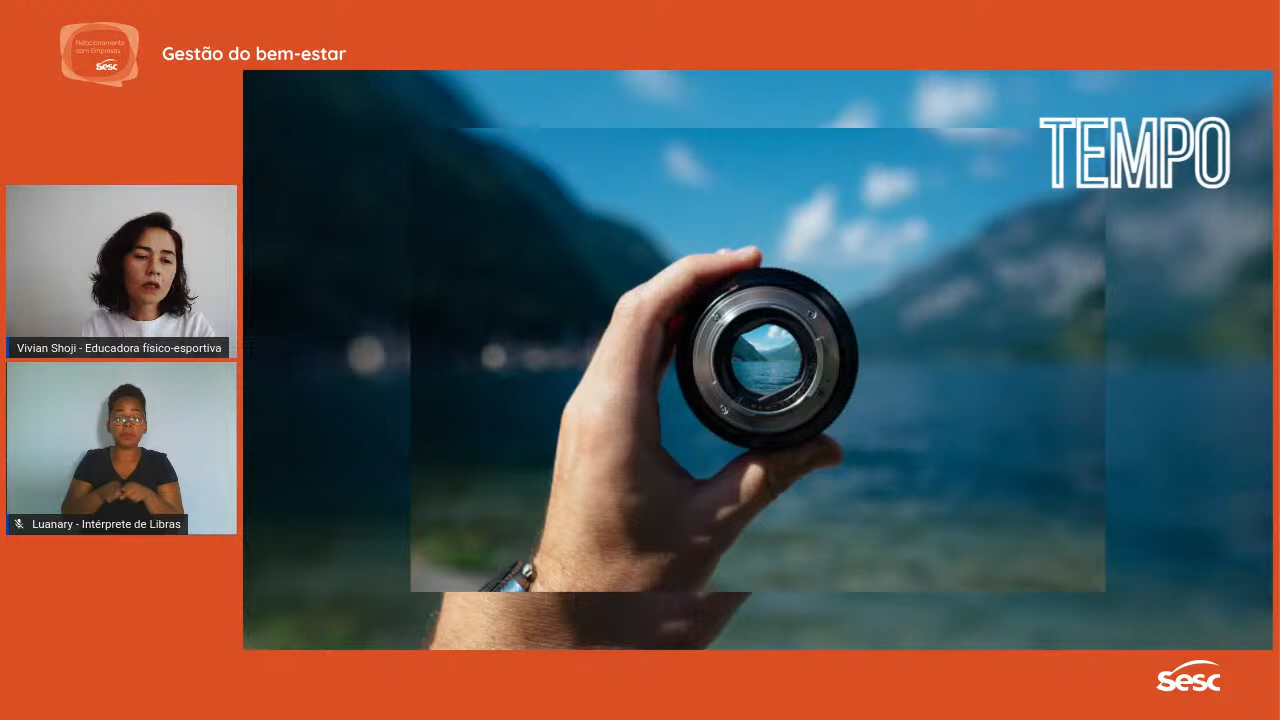 Relacionamento
com Empresas
Sesc
Gestão do bem-estar
TEMPO
Vivian Shoji - Educadora físico-esportiva
Luanary - Intérprete de Libras
Sesc